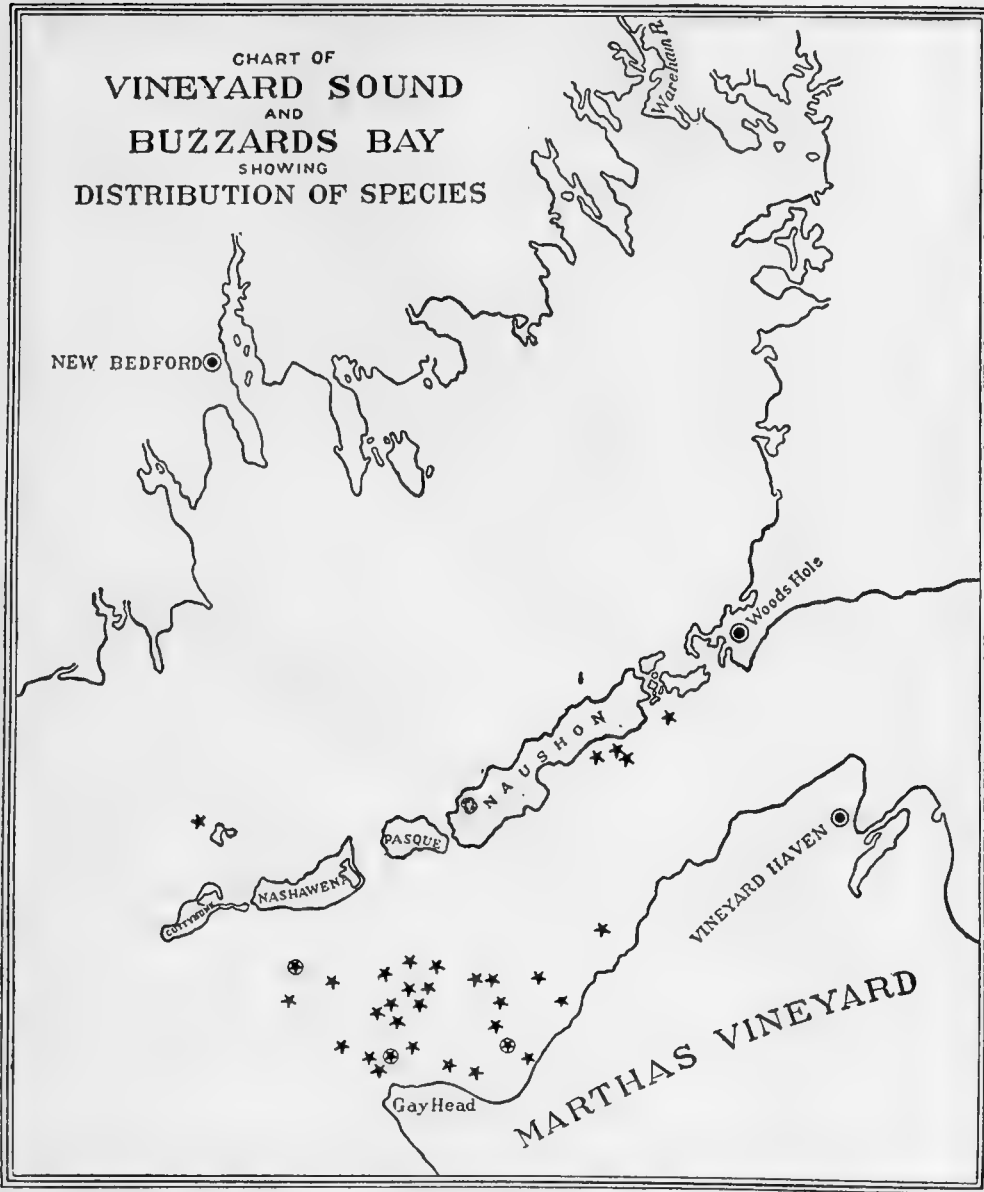 CHART OF
VINEYARD SOUND
AND
BUZZARDS BAY
SHOWING
DISTRIBUTION OF SPECIES
Wareham R.
NEW BEDFORD
Woods Hole
NAUSHON
PASQUE
NASHAWENA
CUTTYHUNK
VINEYARD HAVEN
MARTHAS VINEYARD
Gay Head